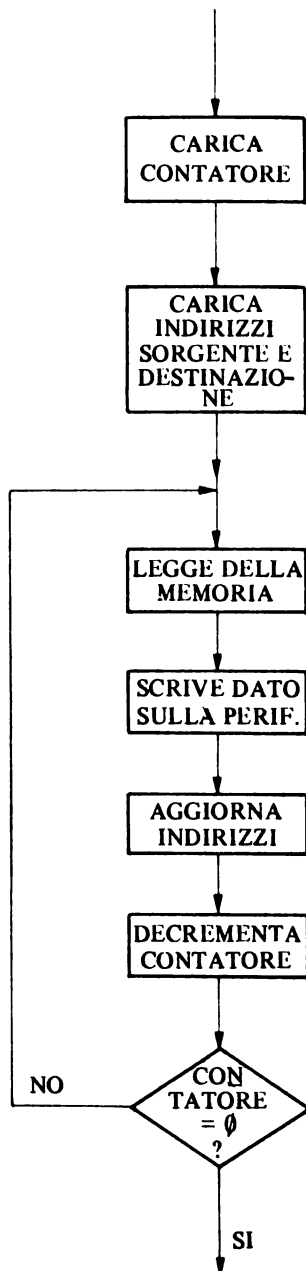 CARICA
CONTATORE
CARICA
INDIRIZZI
SORGENTE E
DESTINAZIO-
NE
LEGGE DELLA
MEMORIA
SCRIVE DATO
SULLA PERIF.
AGGIORNA
INDIRIZZI
DECREMENTA
CONTATORE
CON
TATORE
= ∅
?
NO
SI